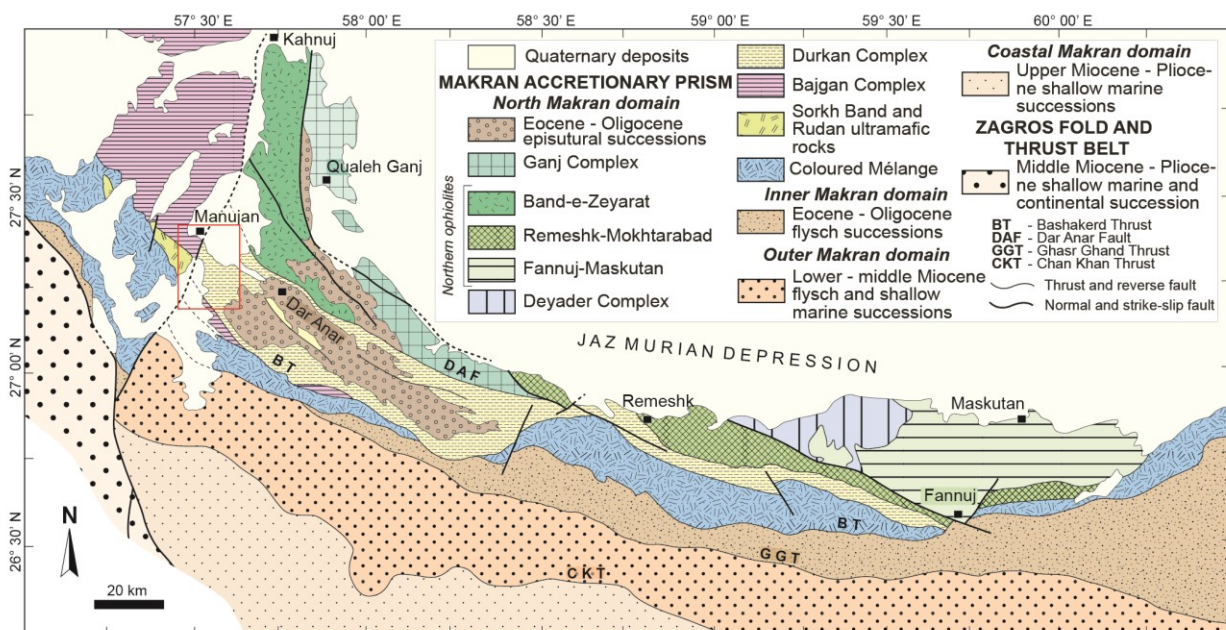 57° 30' E
58° 00' E
58° 30' E
59° 00' E
59° 30' E
60° 00' E
27° 30' N
27° 00' N
26° 30' N
Kahnuj
Qualeh Ganj
Manujan
Dar Anar
BT
DAF
JAZ MURIAN DEPRESSION
Remeshk
Maskutan
Fannuj
BT
GGT
CKT
N
20 km
Quaternary deposits
MAKRAN ACCRETIONARY PRISM
North Makran domain
Eocene - Oligocene
episutural successions
Ganj Complex
Northern ophiolites
Band-e-Zeyarat
Remeshk-Mokhtarabad
Fannuj-Maskutan
Deyader Complex
Durkan Complex
Bajgan Complex
Sorkh Band and
Rudan ultramafic
rocks
Coloured Mélange
Inner Makran domain
Eocene - Oligocene
flysch successions
Outer Makran domain
Lower - middle Miocene
flysch and shallow
marine successions
Coastal Makran domain
Upper Miocene - Plioce-
ne shallow marine
successions
ZAGROS FOLD AND
THRUST BELT
Middle Miocene - Plioce-
ne shallow marine and
continental succession
BT - Bashakerd Thrust
DAF - Dar Anar Fault
GGT - Ghasr Ghand Thrust
CKT - Chan Khan Thrust
Thrust and reverse fault
Normal and strike-slip fault